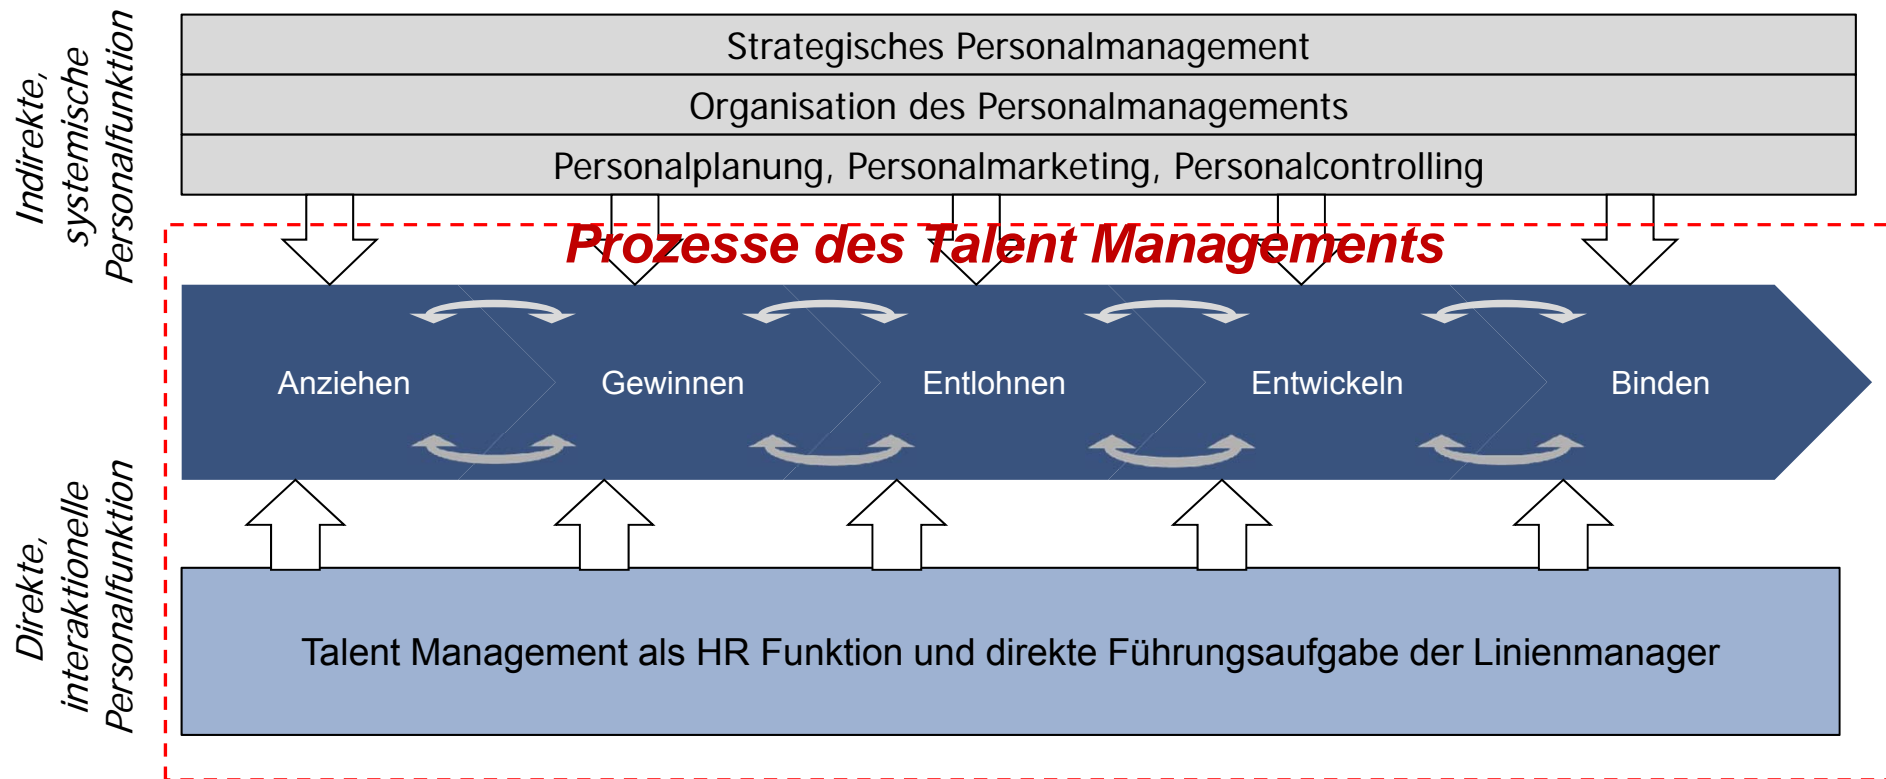 Indirekte,
systemische
Personalfunktion
Strategisches Personalmanagement
Organisation des Personalmanagements
Personalplanung, Personalmarketing, Personalcontrolling
Prozesse des Talent Managements
Anziehen
Gewinnen
Entlohnen
Entwickeln
Binden
Direkte,
interaktionelle
Personalfunktion
Talent Management als HR Funktion und direkte Führungsaufgabe der Linienmanager